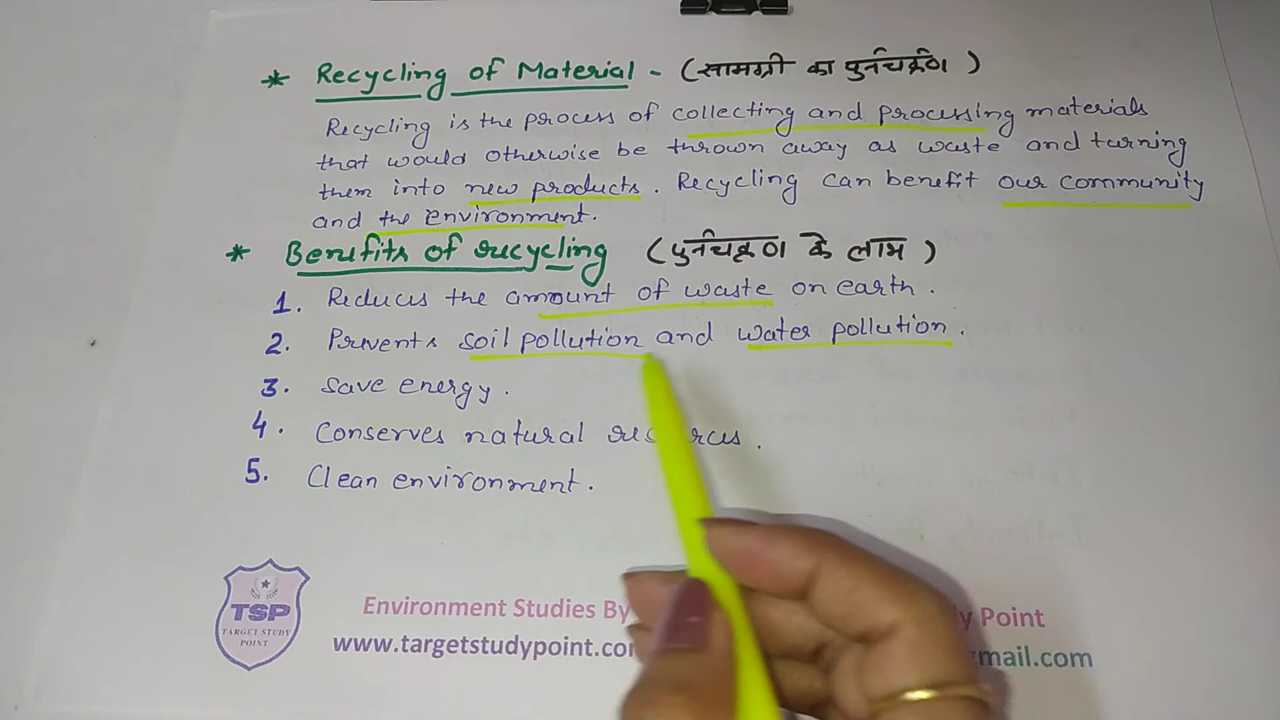 * Recycling of Material - (सामग्री का पुर्नचक्रण)
Recycling is the process of collecting and processing materials
that would otherwise be thrown away as waste and turning
them into new products. Recycling can benefit our community
and the environment.
* Benefits of recycling (पुर्नचक्रण के लाभ)
1. Reduces the amount of waste on earth.
2. Prevents soil pollution and water pollution.
3. Save energy.
4. Conserves natural
5. Clean environment.
TSP
TARGET STUDY
POINT
Environment Studies By Point
www.targetstudypoint.co mail.com